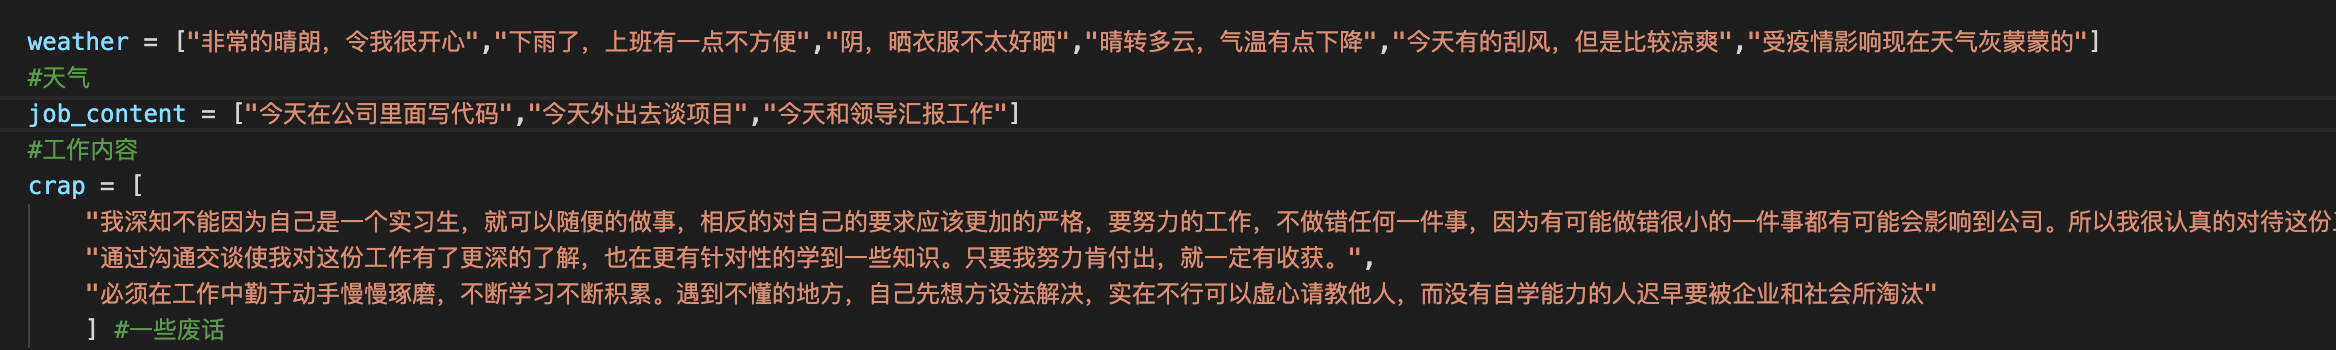 weather = ["非常的晴朗，令我很开心","下雨了，上班有一点不方便","阴，晒衣服不太好晒","晴转多云，气温有点下降","今天有的刮风，但是比较凉爽","受疫情影响现在天气灰蒙蒙的"]
#天气
job_content = ["今天在公司里面写代码","今天外出去谈项目","今天和领导汇报工作"]
#工作内容
crap = [
"我深知不能因为自己是一个实习生，就可以随便的做事，相反的对自己的要求应该更加的严格，要努力的工作，不做错任何一件事，因为有可能做错很小的一件事都有可能会影响到公司。所以我很认真的对待这份
"通过沟通交谈使我对这份工作有了更深的了解，也在更有针对性的学到一些知识。只要我努力肯付出，就一定有收获。",
"必须在工作中勤于动手慢慢琢磨，不断学习不断积累。遇到不懂的地方，自己先想方设法解决，实在不行可以虚心请教他人，而没有自学能力的人迟早要被企业和社会所淘汰"
] #一些废话